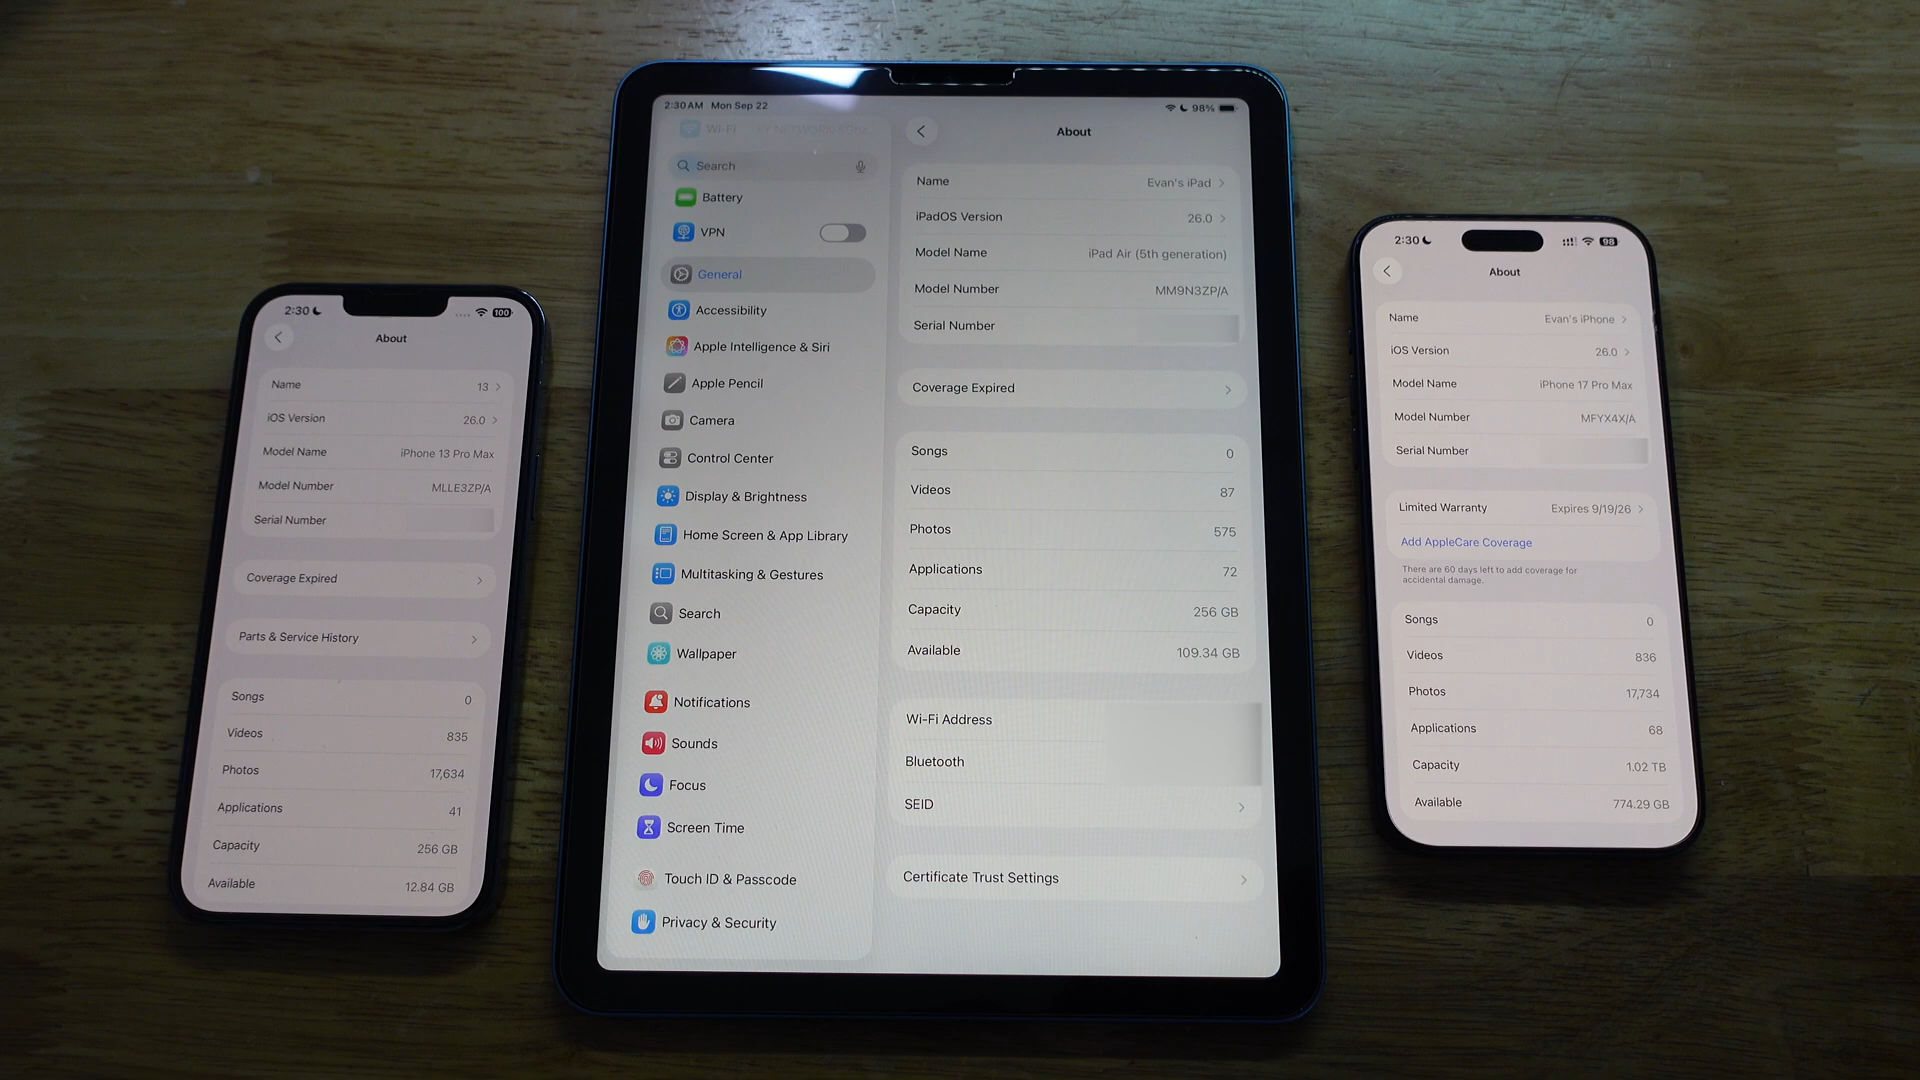 2:30
100
About
Name 13
iOS Version 26.0
Model Name iPhone 13 Pro Max
Model Number MLLE3ZP/A
Serial Number
Coverage Expired
Parts & Service History
Songs 0
Videos 835
Photos 17,634
Applications 41
Capacity 256 GB
Available 12.84 GB
2:30 AM Mon Sep 22
98%
Wi-Fi
Search
Battery
VPN
General
Accessibility
Apple Intelligence & Siri
Apple Pencil
Camera
Control Center
Display & Brightness
Home Screen & App Library
Multitasking & Gestures
Search
Wallpaper
Notifications
Sounds
Focus
Screen Time
Touch ID & Passcode
Privacy & Security
About
Name Evan's iPad
iPadOS Version 26.0
Model Name iPad Air (5th generation)
Model Number MM9N3ZP/A
Serial Number
Coverage Expired
Songs 0
Videos 87
Photos 575
Applications 72
Capacity 256 GB
Available 109.34 GB
Wi-Fi Address
Bluetooth
SEID
Certificate Trust Settings
2:30
98
About
Name Evan's iPhone
iOS Version 26.0
Model Name iPhone 17 Pro Max
Model Number MFYX4X/A
Serial Number
Limited Warranty Expires 9/19/26
Add AppleCare Coverage
There are 60 days left to add coverage for
accidental damage.
Songs 0
Videos 836
Photos 17,734
Applications 68
Capacity 1.02 TB
Available 774.29 GB